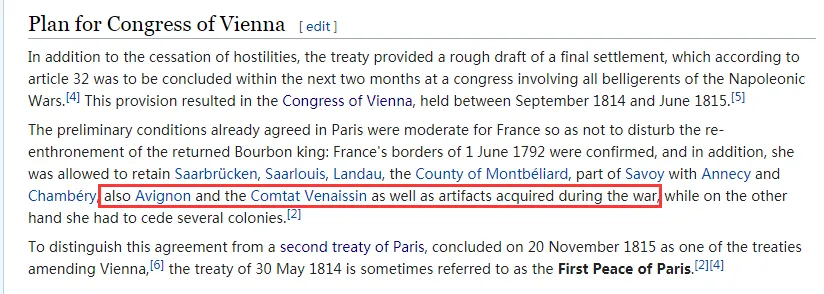 Plan for Congress of Vienna [ edit ]
In addition to the cessation of hostilities, the treaty provided a rough draft of a final settlement, which according to
article 32 was to be concluded within the next two months at a congress involving all belligerents of the Napoleonic
Wars.[4] This provision resulted in the Congress of Vienna, held between September 1814 and June 1815.[5]
The preliminary conditions already agreed in Paris were moderate for France so as not to disturb the re-
enthronement of the returned Bourbon king: France's borders of 1 June 1792 were confirmed, and in addition, she
was allowed to retain Saarbrücken, Saarlouis, Landau, the County of Montbéliard, part of Savoy with Annecy and
Chambéry, also Avignon and the Comtat Venaissin as well as artifacts acquired during the war, while on the other
hand she had to cede several colonies.[2]
To distinguish this agreement from a second treaty of Paris, concluded on 20 November 1815 as one of the treaties
amending Vienna,[6] the treaty of 30 May 1814 is sometimes referred to as the First Peace of Paris.[2][4]